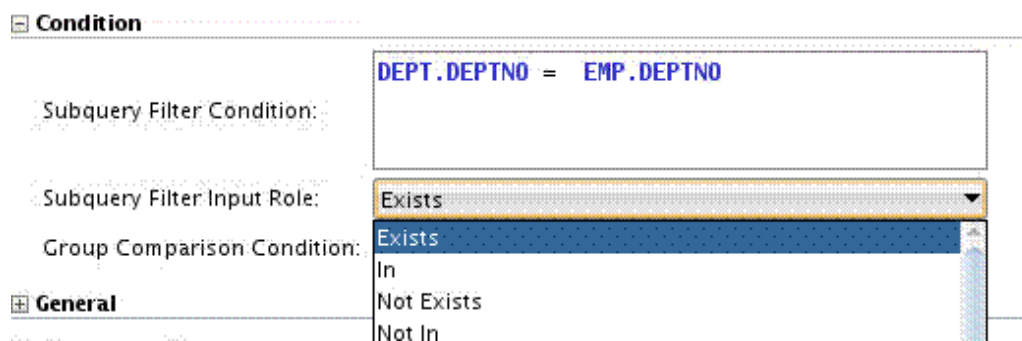 Condition
DEPT.DEPTNO = EMP.DEPTNO
Subquery Filter Condition:
Subquery Filter Input Role:
Exists
Group Comparison Condition:
Exists
In
Not Exists
General
Not In